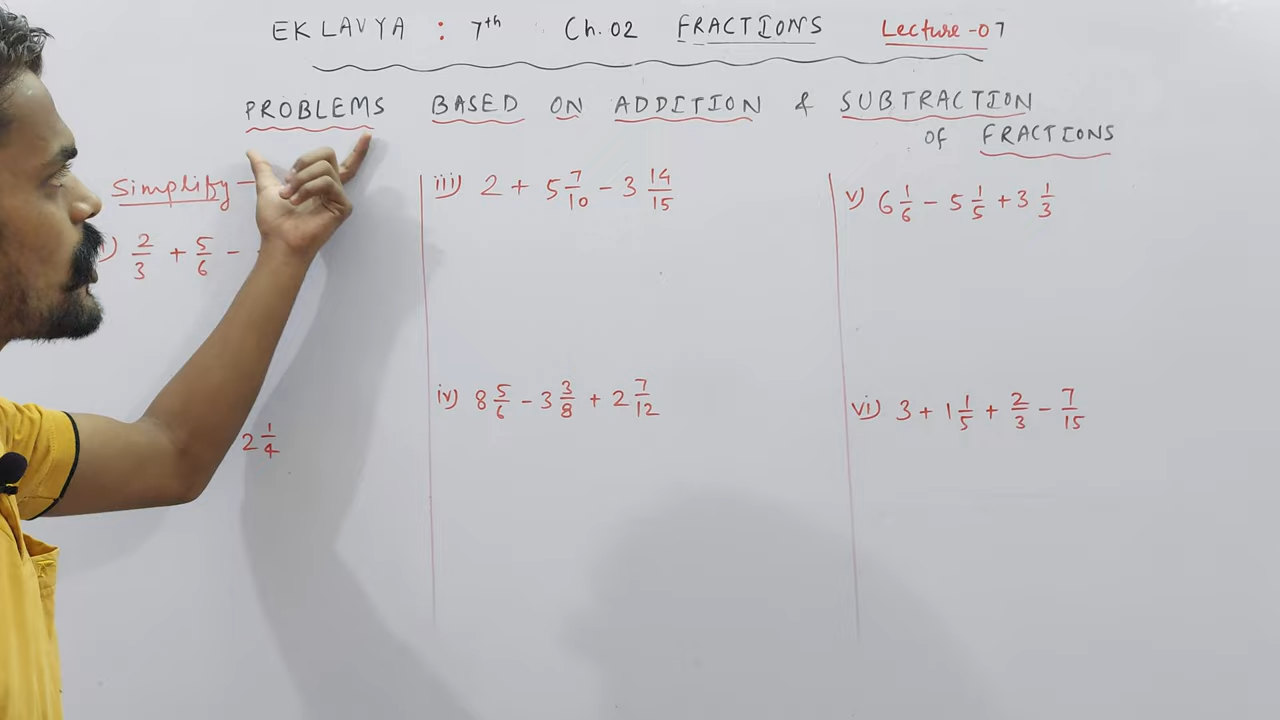 EKLAVYA : 7th Ch. 02 FRACTIONS Lecture-07
PROBLEMS BASED ON ADDITION & SUBTRACTION
OF FRACTIONS
Simplify —
) 2/3 + 5/6 -
2 1/4
iii) 2 + 5 7/10 - 3 14/15
iv) 8 5/6 - 3 3/8 + 2 7/12
v) 6 1/6 - 5 1/5 + 3 1/3
vi) 3 + 1 1/5 + 2/3 - 7/15